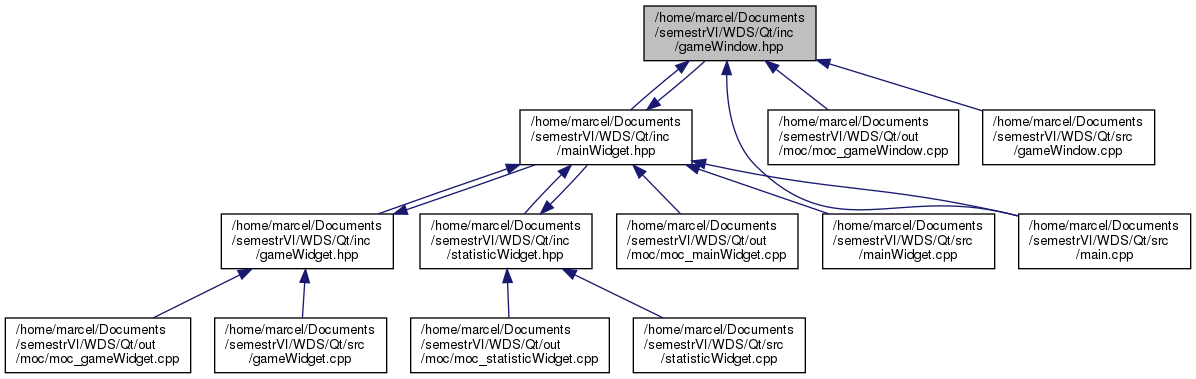 /home/marcel/Documents
/semestrVI/WDS/Qt/inc
/gameWindow.hpp
/home/marcel/Documents
/semestrVI/WDS/Qt/inc
/mainWidget.hpp
/home/marcel/Documents
/semestrVI/WDS/Qt/out
/moc/moc_gameWindow.cpp
/home/marcel/Documents
/semestrVI/WDS/Qt/src
/gameWindow.cpp
/home/marcel/Documents
/semestrVI/WDS/Qt/inc
/gameWidget.hpp
/home/marcel/Documents
/semestrVI/WDS/Qt/inc
/statisticWidget.hpp
/home/marcel/Documents
/semestrVI/WDS/Qt/out
/moc/moc_mainWidget.cpp
/home/marcel/Documents
/semestrVI/WDS/Qt/src
/mainWidget.cpp
/home/marcel/Documents
/semestrVI/WDS/Qt/src
/main.cpp
/home/marcel/Documents
/semestrVI/WDS/Qt/out
/moc/moc_gameWidget.cpp
/home/marcel/Documents
/semestrVI/WDS/Qt/src
/gameWidget.cpp
/home/marcel/Documents
/semestrVI/WDS/Qt/out
/moc/moc_statisticWidget.cpp
/home/marcel/Documents
/semestrVI/WDS/Qt/src
/statisticWidget.cpp